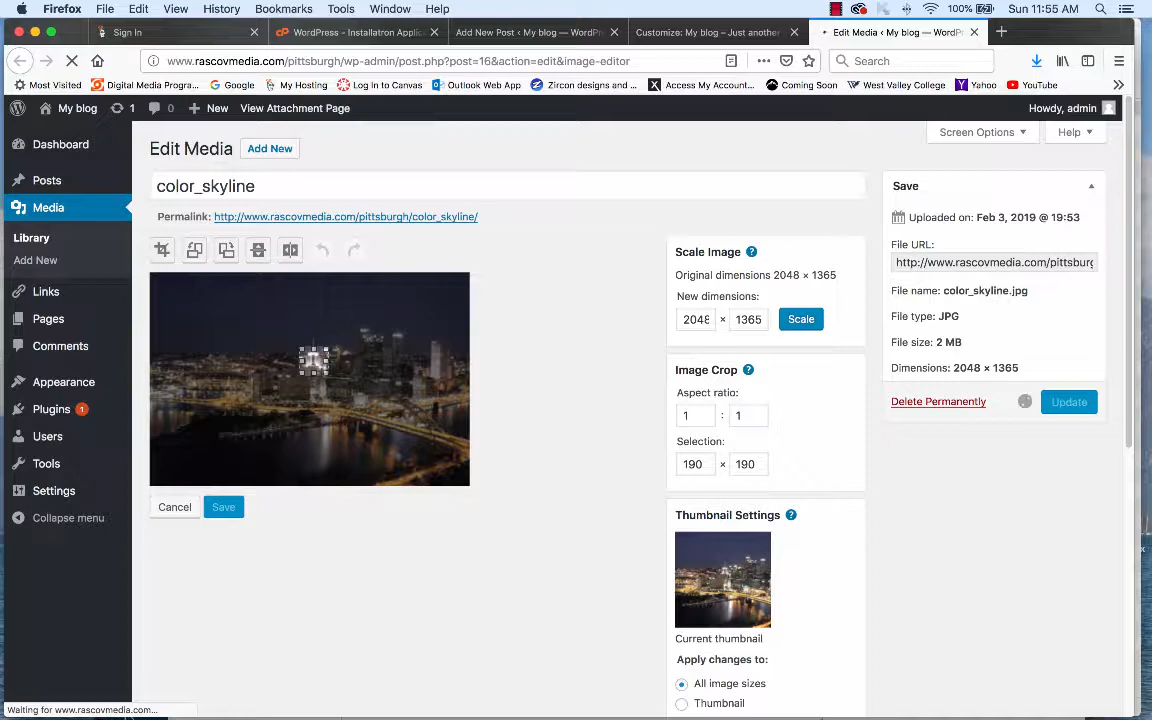 Firefox File Edit View History Bookmarks Tools Window Help 100% Sun 11:55 AM
Sign In
WordPress - Installatron Applica
Add New Post ‹ My blog — WordPr
Customize: My blog – Just another
Edit Media ‹ My blog — WordPr
www.rascovmedia.com/pittsburgh/wp-admin/post.php?post=16&action=edit&image-editor
Search
Most Visited Digital Media Progra... Google My Hosting Log In to Canvas Outlook Web App Zircon designs and ... Access My Account... Coming Soon West Valley College Yahoo YouTube
My blog 1 0 New View Attachment Page Howdy, admin
Screen Options Help
Dashboard
Posts
Media
Library
Add New
Links
Pages
Comments
Appearance
Plugins 1
Users
Tools
Settings
Collapse menu
Edit Media Add New
color_skyline
Permalink: http://www.rascovmedia.com/pittsburgh/color_skyline/
Cancel Save
Scale Image
Original dimensions 2048 × 1365
New dimensions:
2048 × 1365 Scale
Image Crop
Aspect ratio:
1 : 1
Selection:
190 × 190
Thumbnail Settings
Current thumbnail
Apply changes to:
All image sizes
Thumbnail
Save
Uploaded on: Feb 3, 2019 @ 19:53
File URL:
http://www.rascovmedia.com/pittsburg
File name: color_skyline.jpg
File type: JPG
File size: 2 MB
Dimensions: 2048 × 1365
Delete Permanently Update
Waiting for www.rascovmedia.com...